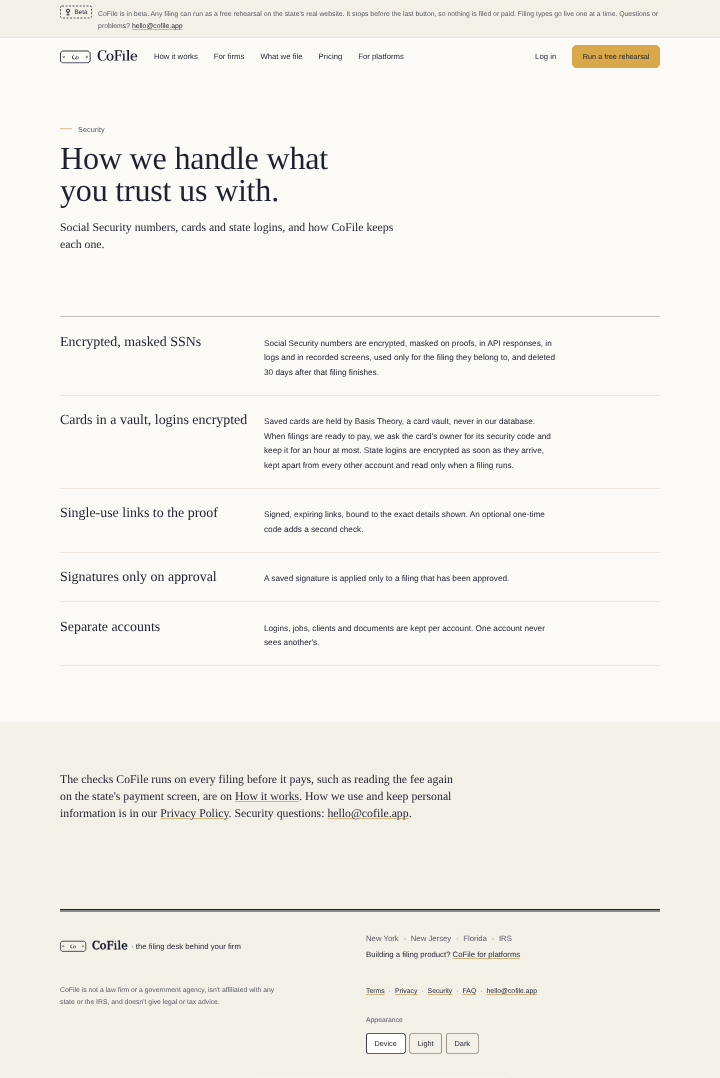 Beta
CoFile is in beta. Any filing can run as a free rehearsal on the state's real website. It stops before the last button, so nothing is filed or paid. Filing types go live one at a time. Questions or
problems? hello@cofile.app
Co CoFile How it works For firms What we file Pricing For platforms Log in Run a free rehearsal
Security
How we handle what
you trust us with.
Social Security numbers, cards and state logins, and how CoFile keeps
each one.
Encrypted, masked SSNs
Social Security numbers are encrypted, masked on proofs, in API responses, in
logs and in recorded screens, used only for the filing they belong to, and deleted
30 days after that filing finishes.
Cards in a vault, logins encrypted
Saved cards are held by Basis Theory, a card vault, never in our database.
When filings are ready to pay, we ask the card's owner for its security code and
keep it for an hour at most. State logins are encrypted as soon as they arrive,
kept apart from every other account and read only when a filing runs.
Single-use links to the proof
Signed, expiring links, bound to the exact details shown. An optional one-time
code adds a second check.
Signatures only on approval
A saved signature is applied only to a filing that has been approved.
Separate accounts
Logins, jobs, clients and documents are kept per account. One account never
sees another's.
The checks CoFile runs on every filing before it pays, such as reading the fee again
on the state's payment screen, are on How it works. How we use and keep personal
information is in our Privacy Policy. Security questions: hello@cofile.app.
Co CoFile · the filing desk behind your firm
New York · New Jersey · Florida · IRS
Building a filing product? CoFile for platforms
CoFile is not a law firm or a government agency, isn't affiliated with any
state or the IRS, and doesn't give legal or tax advice.
Terms · Privacy · Security · FAQ · hello@cofile.app
Appearance
Device Light Dark